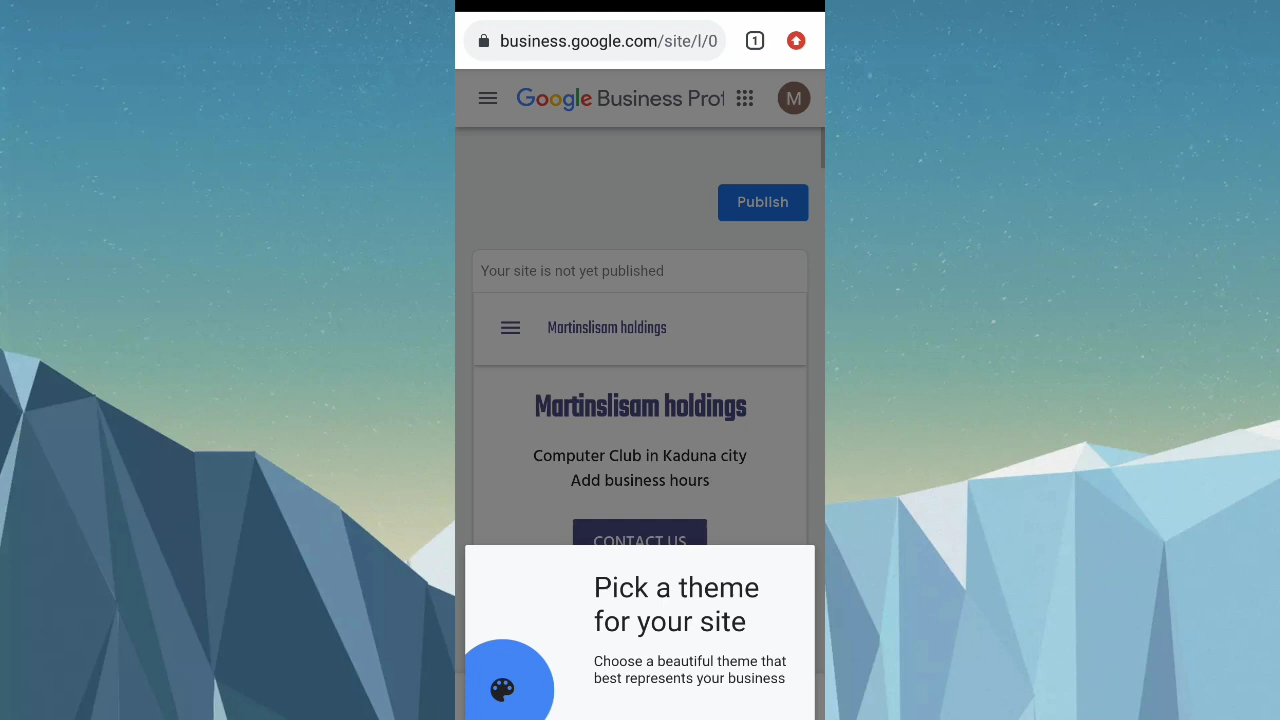 business.google.com/site/l/0
1
Google Business Prof
M
Publish
Your site is not yet published
Martinslisam holdings
Martinslisam holdings
Computer Club in Kaduna city
Add business hours
CONTACT US
Pick a theme
for your site
Choose a beautiful theme that
best represents your business